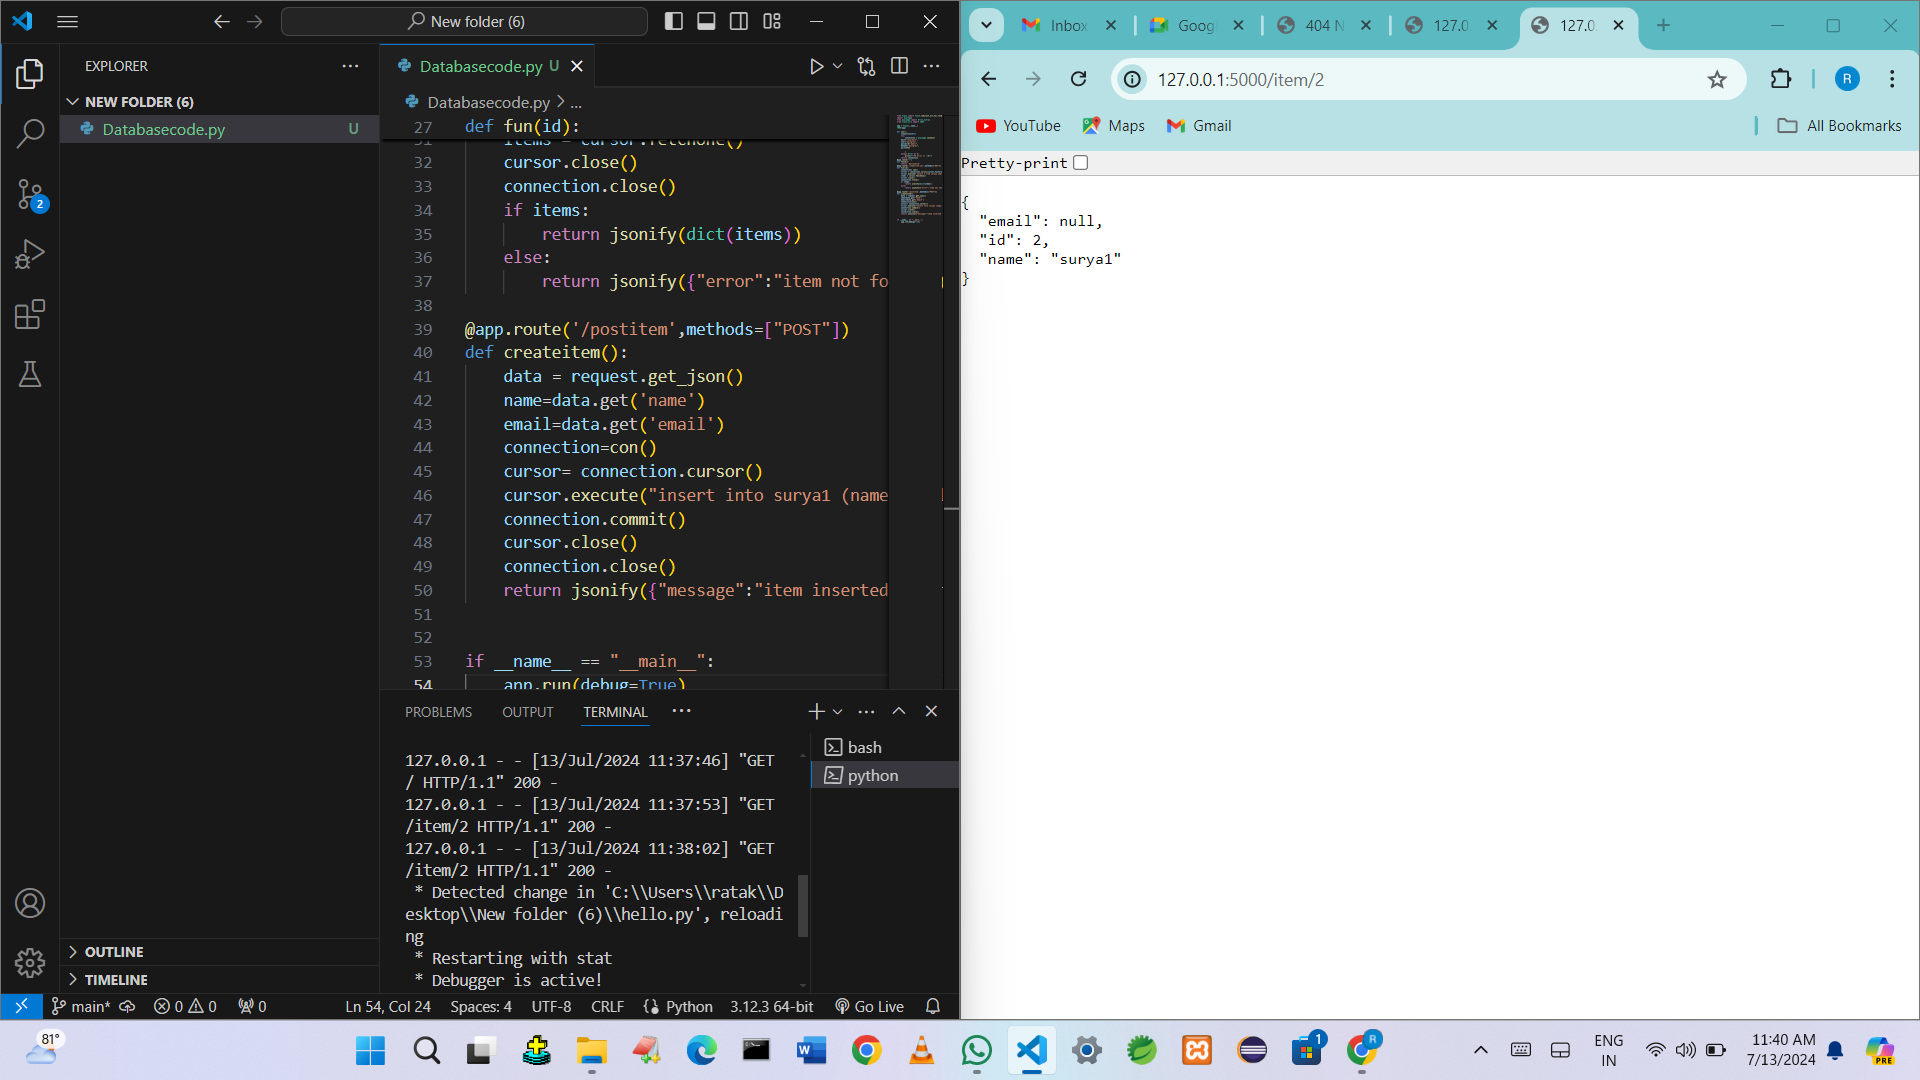 New folder (6)
EXPLORER
NEW FOLDER (6)
Databasecode.py U
2
Databasecode.py U
Databasecode.py > ...
27 def fun(id):
31 items = cursor.fetchone()
32 cursor.close()
33 connection.close()
34 if items:
35 return jsonify(dict(items))
36 else:
37 return jsonify({"error":"item not fo
38
39 @app.route('/postitem',methods=["POST"])
40 def createitem():
41 data = request.get_json()
42 name=data.get('name')
43 email=data.get('email')
44 connection=con()
45 cursor= connection.cursor()
46 cursor.execute("insert into surya1 (name
47 connection.commit()
48 cursor.close()
49 connection.close()
50 return jsonify({"message":"item inserted
51
52
53 if __name__ == "__main__":
54 app.run(debug=True)
PROBLEMS OUTPUT TERMINAL
127.0.0.1 - - [13/Jul/2024 11:37:46] "GET
/ HTTP/1.1" 200 -
127.0.0.1 - - [13/Jul/2024 11:37:53] "GET
/item/2 HTTP/1.1" 200 -
127.0.0.1 - - [13/Jul/2024 11:38:02] "GET
/item/2 HTTP/1.1" 200 -
* Detected change in 'C:\\Users\\ratak\\D
esktop\\New folder (6)\\hello.py', reloadi
ng
* Restarting with stat
* Debugger is active!
bash
python
OUTLINE
TIMELINE
main* 0 0 0 Ln 54, Col 24 Spaces: 4 UTF-8 CRLF Python 3.12.3 64-bit Go Live
Inbox Goog 404 N 127.0 127.0.
127.0.0.1:5000/item/2 R
YouTube Maps Gmail All Bookmarks
Pretty-print
{
"email": null,
"id": 2,
"name": "surya1"
}
81°
1
R
ENG
IN
11:40 AM
7/13/2024
PRE